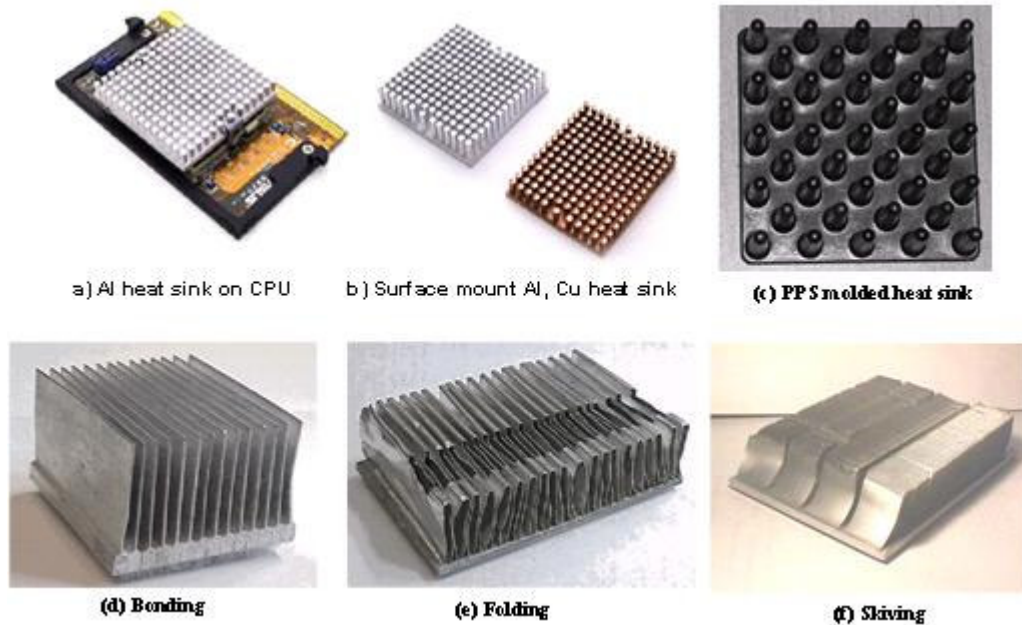 a) Al heat sink on CPU
b) Surface mount Al, Cu heat sink
(c) PPS molded heat sink
(d) Bonding
(e) Folding
(f) Skiving